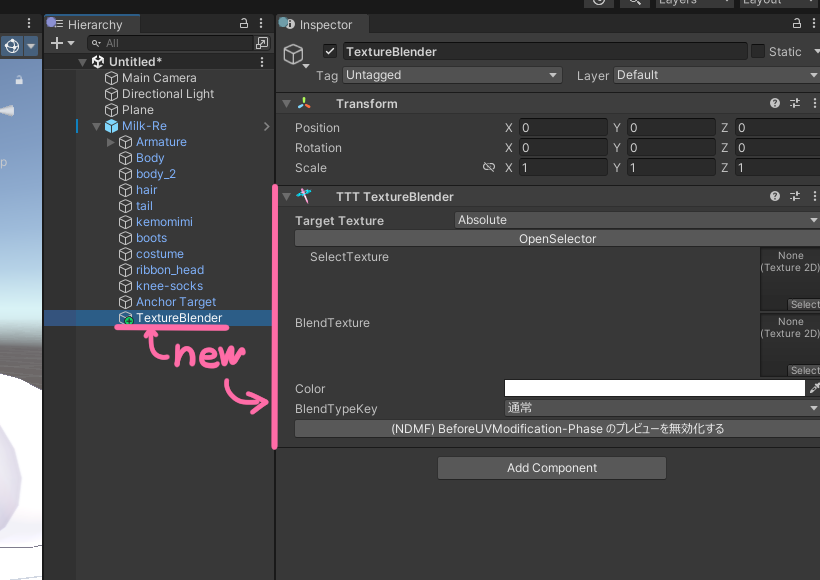 Hierarchy
All
Untitled*
Main Camera
Directional Light
Plane
Milk-Re
Armature
Body
body_2
hair
tail
kemomimi
boots
costume
ribbon_head
knee-socks
Anchor Target
TextureBlender
new
Layers
Layout
Inspector
TextureBlender
Static
Tag Untagged Layer Default
Transform
Position X 0 Y 0 Z 0
Rotation X 0 Y 0 Z 0
Scale X 1 Y 1 Z 1
TTT TextureBlender
Target Texture Absolute
OpenSelector
SelectTexture
None
(Texture 2D)
Select
BlendTexture
None
(Texture 2D)
Select
Color
BlendTypeKey 通常
(NDMF) BeforeUVModification-Phase のプレビューを無効化する
Add Component